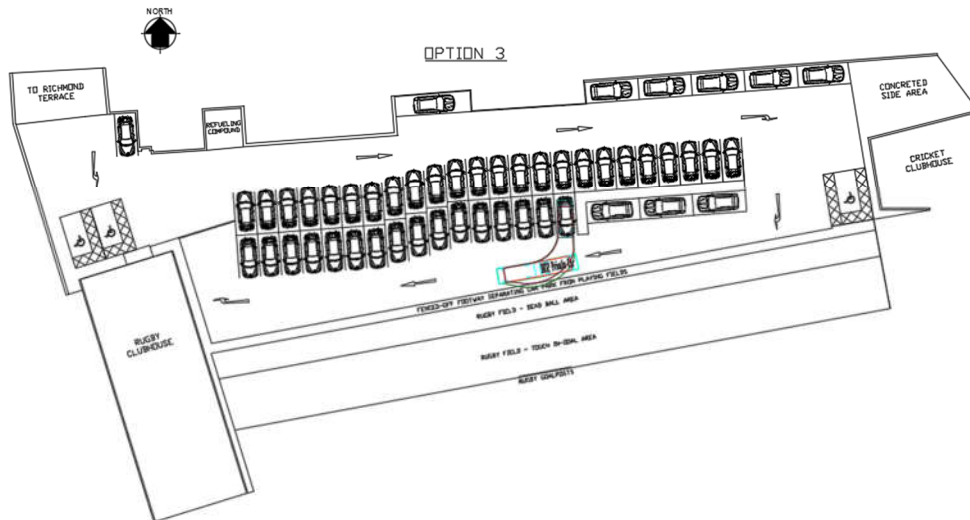 NORTH
OPTION 3
TO RICHMOND
TERRACE
REFUELING
COMPOUND
CONCRETED
SIDE AREA
CRICKET
CLUBHOUSE
FENCED-OFF FOOTWAY SEPARATING CAR PARK FROM PLAYING FIELDS
RUGBY FIELD - DEAD BALL AREA
RUGBY
CLUBHOUSE
RUGBY FIELD - TOUCH IN-GOAL AREA
RUGBY GOALPOSTS